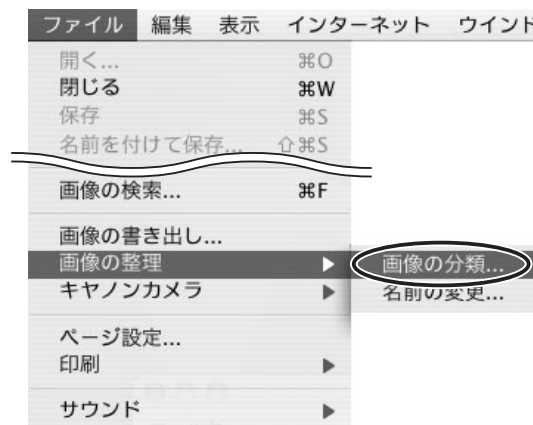 ファイル 編集 表示 インターネット ウインド
開く... ⌘O
閉じる ⌘W
保存 ⌘S
名前を付けて保存... ⇧⌘S
画像の検索... ⌘F
画像の書き出し...
画像の整理 ▶ 画像の分類...
キヤノンカメラ ▶ 名前の変更...
ページ設定...
印刷 ▶
サウンド ▶